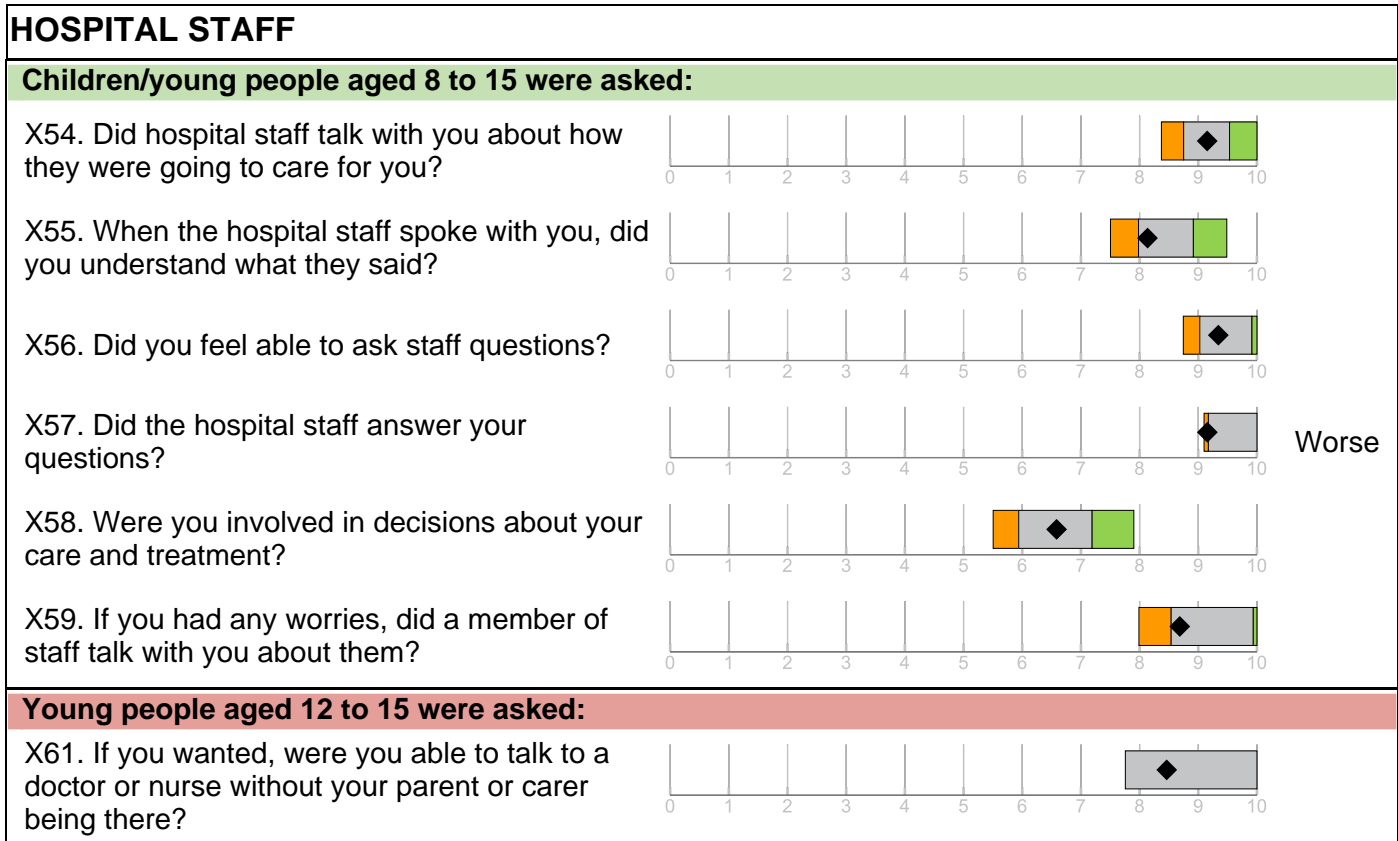 HOSPITAL STAFF
Children/young people aged 8 to 15 were asked:
X54. Did hospital staff talk with you about how
they were going to care for you?
0 1 2 3 4 5 6 7 8 9 10
X55. When the hospital staff spoke with you, did
you understand what they said?
0 1 2 3 4 5 6 7 8 9 10
X56. Did you feel able to ask staff questions?
0 1 2 3 4 5 6 7 8 9 10
X57. Did the hospital staff answer your
questions?
0 1 2 3 4 5 6 7 8 9 10
Worse
X58. Were you involved in decisions about your
care and treatment?
0 1 2 3 4 5 6 7 8 9 10
X59. If you had any worries, did a member of
staff talk with you about them?
0 1 2 3 4 5 6 7 8 9 10
Young people aged 12 to 15 were asked:
X61. If you wanted, were you able to talk to a
doctor or nurse without your parent or carer
being there?
0 1 2 3 4 5 6 7 8 9 10